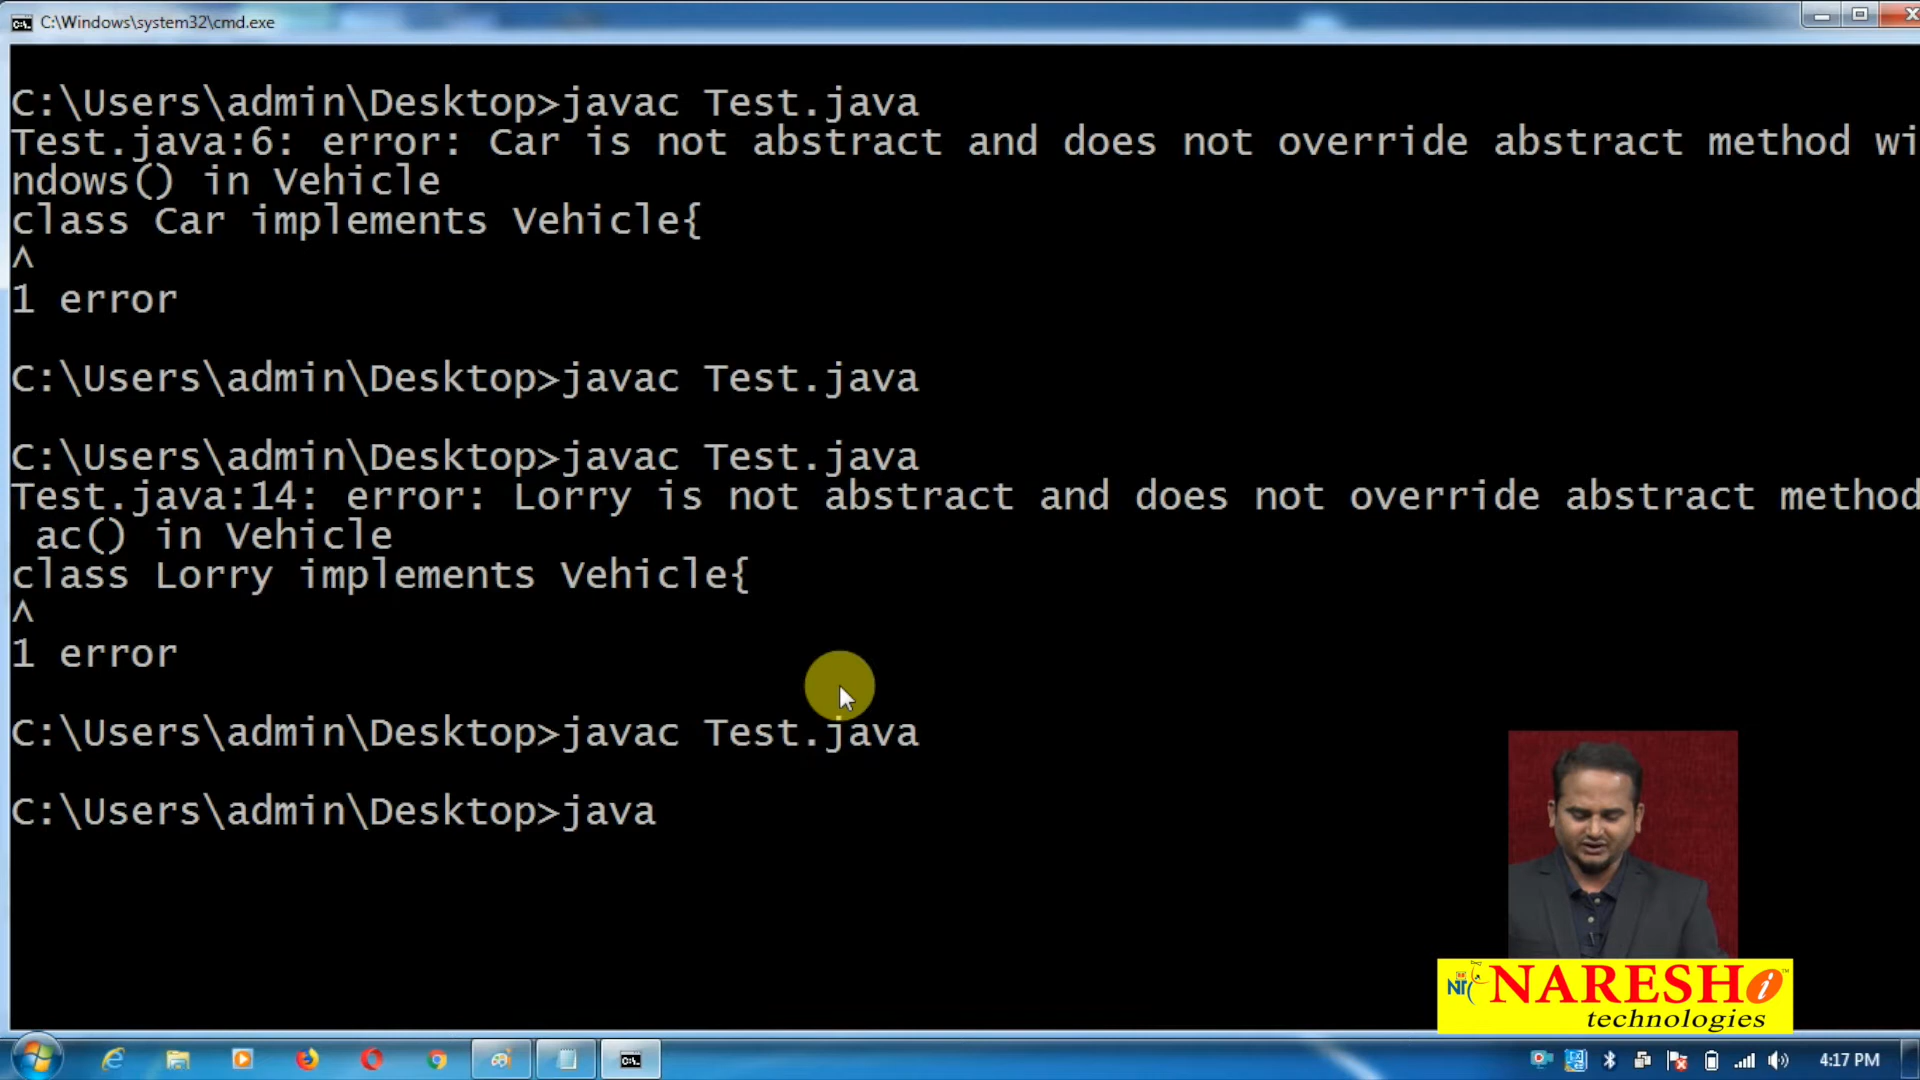 C:\Windows\system32\cmd.exe
C:\Users\admin\Desktop>javac Test.java
Test.java:6: error: Car is not abstract and does not override abstract method wi
ndows() in Vehicle
class Car implements Vehicle{
^
1 error
C:\Users\admin\Desktop>javac Test.java
C:\Users\admin\Desktop>javac Test.java
Test.java:14: error: Lorry is not abstract and does not override abstract method
ac() in Vehicle
class Lorry implements Vehicle{
^
1 error
C:\Users\admin\Desktop>javac Test.java
C:\Users\admin\Desktop>java
NARESH i
technologies
4:17 PM